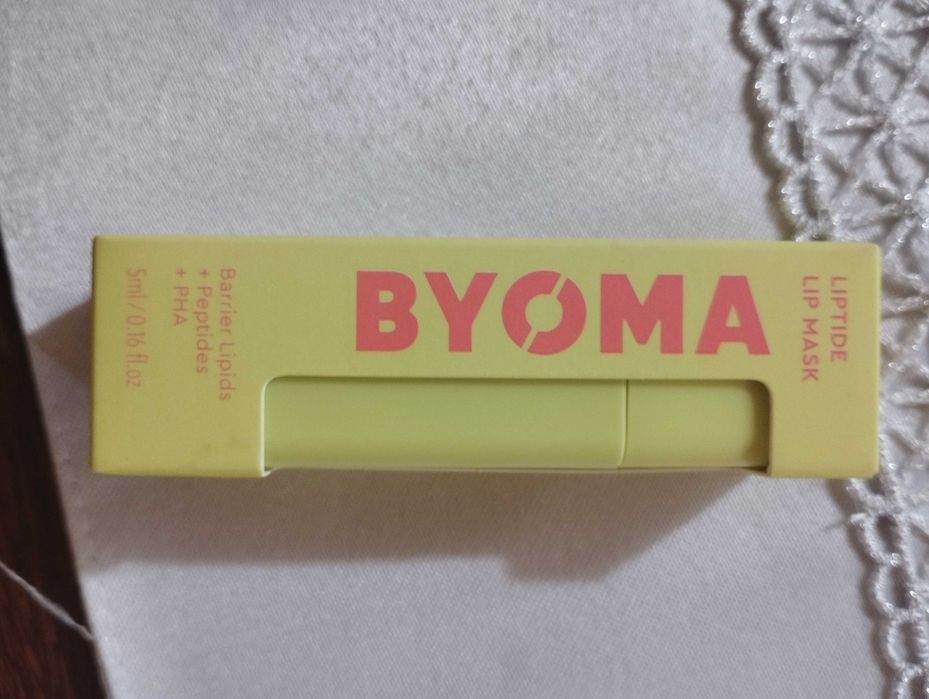 BYOMA
LIPTIDE
LIP MASK
Barrier Lipids
+ Peptides
+ PHA
5ml / 0.16 fl.oz